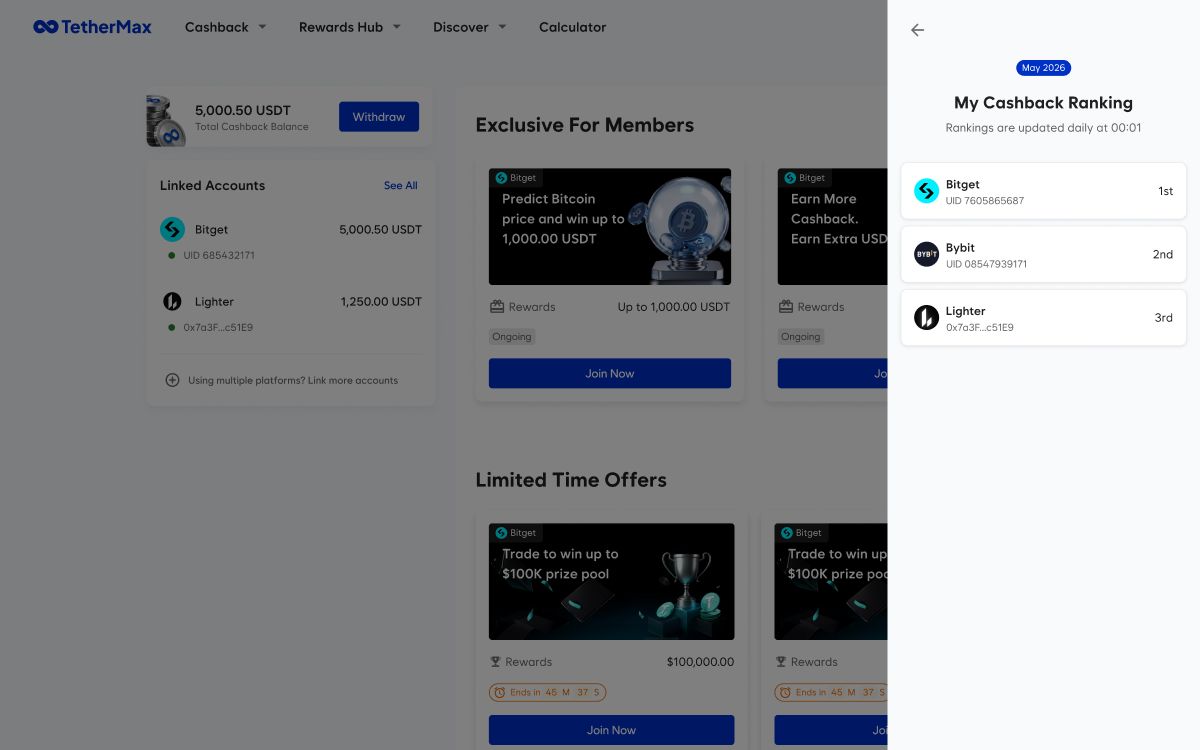 TetherMax
Cashback
Rewards Hub
Discover
Calculator
5,000.50 USDT
Total Cashback Balance
Withdraw
Linked Accounts
See All
Bitget
5,000.50 USDT
UID 685432171
Lighter
1,250.00 USDT
0x7a3F...c51E9
Using multiple platforms? Link more accounts
Exclusive For Members
Bitget
Predict Bitcoin
price and win up to
1,000.00 USDT
Rewards
Up to 1,000.00 USDT
Ongoing
Join Now
Bitget
Earn More
Cashback.
Earn Extra USD
Rewards
Ongoing
Jo
Limited Time Offers
Bitget
Trade to win up to
$100K prize pool
Rewards
$100,000.00
Ends in 45 M 37 S
Join Now
Bitget
Trade to win up
$100K prize poo
Rewards
Ends in 45 M 37 S
Joi
May 2026
My Cashback Ranking
Rankings are updated daily at 00:01
Bitget
UID 7605865687
1st
BYBIT
Bybit
UID 08547939171
2nd
Lighter
0x7a3F...c51E9
3rd